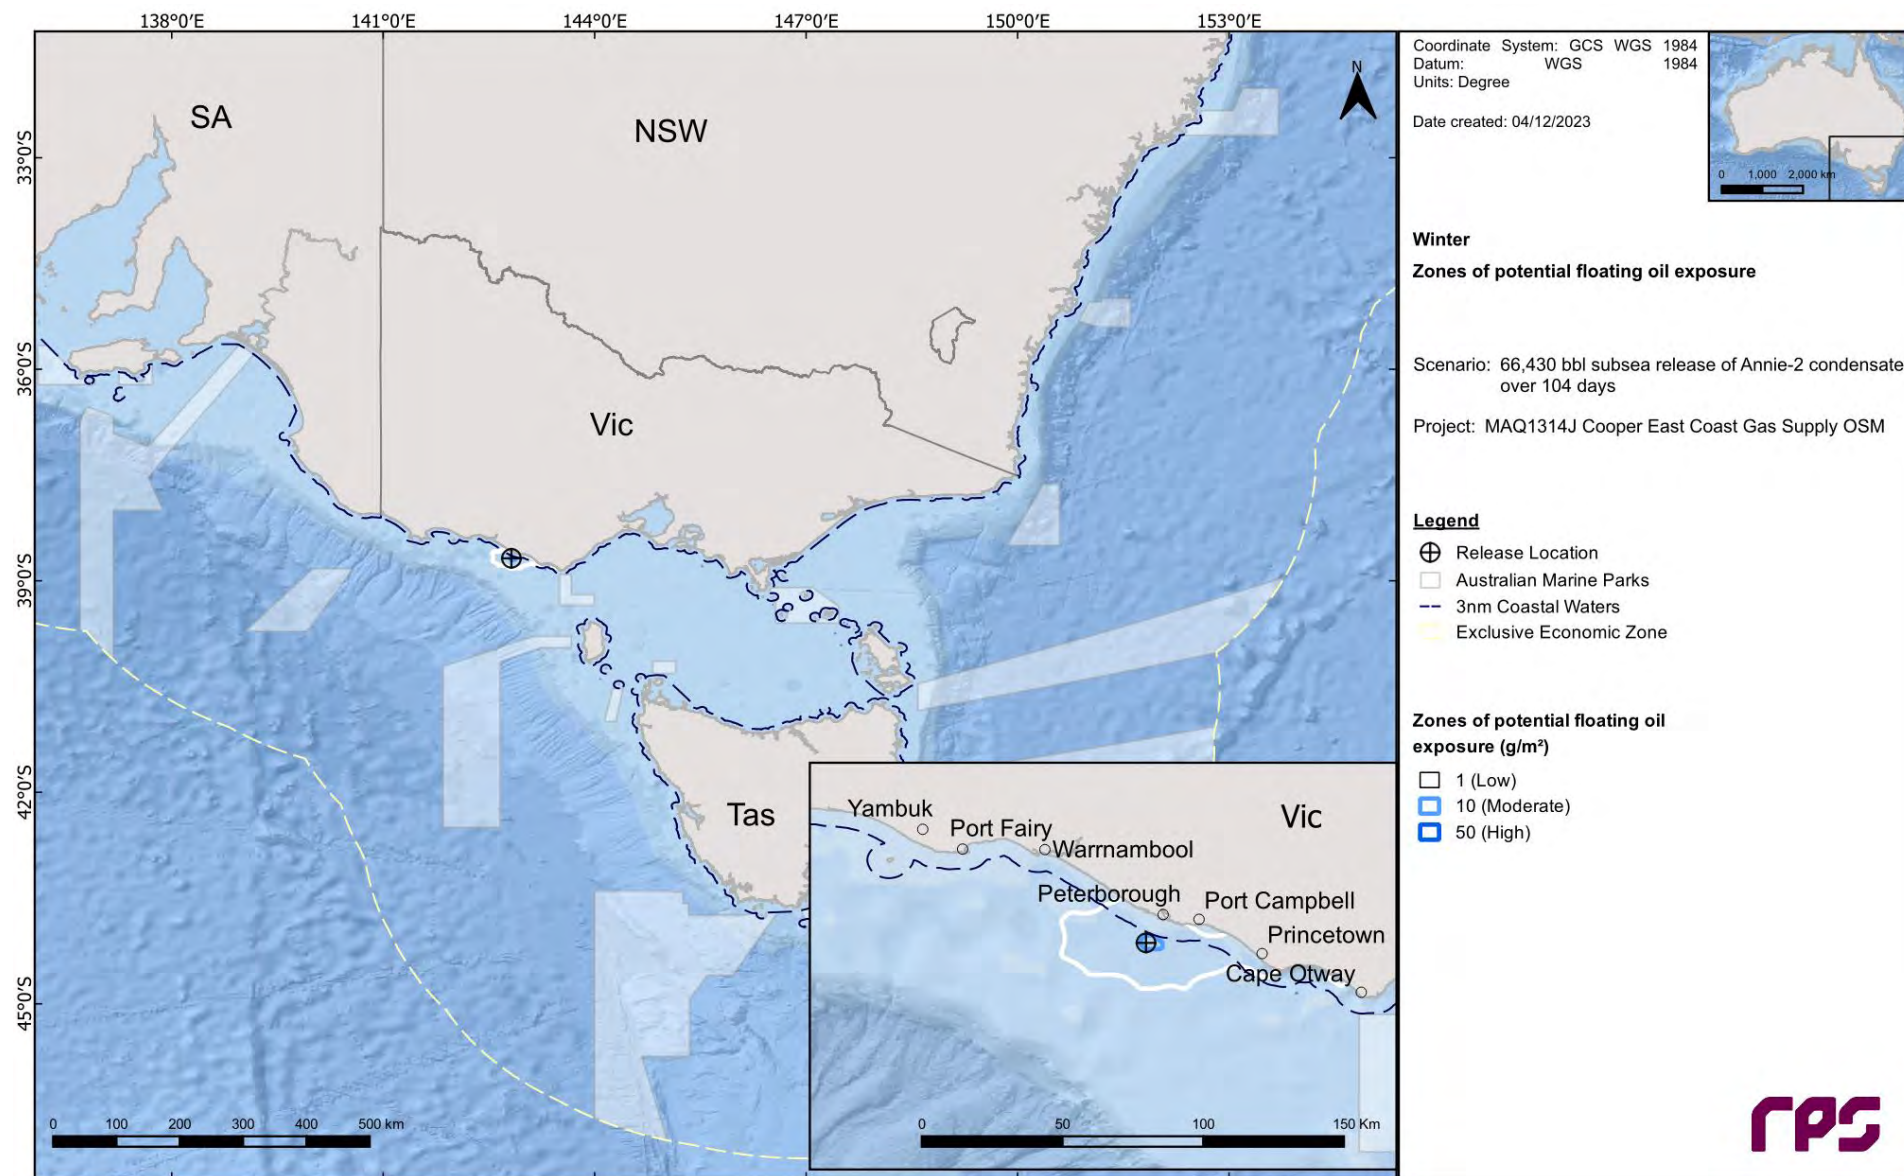 138°0'E
141°0'E
144°0'E
147°0'E
150°0'E
153°0'E
33°0'S
36°0'S
39°0'S
42°0'S
45°0'S
SA
NSW
Vic
Tas
N
0 100 200 300 400 500 km
Vic
Yambuk
Port Fairy
Warrnambool
Peterborough
Port Campbell
Princetown
Cape Otway
0 50 100 150 Km
Coordinate System: GCS WGS 1984
Datum: WGS 1984
Units: Degree
Date created: 04/12/2023
0 1,000 2,000 km
Winter
Zones of potential floating oil exposure
Scenario: 66,430 bbl subsea release of Annie-2 condensate
over 104 days
Project: MAQ1314J Cooper East Coast Gas Supply OSM
Legend
Release Location
Australian Marine Parks
3nm Coastal Waters
Exclusive Economic Zone
Zones of potential floating oil
exposure (g/m²)
1 (Low)
10 (Moderate)
50 (High)
rps